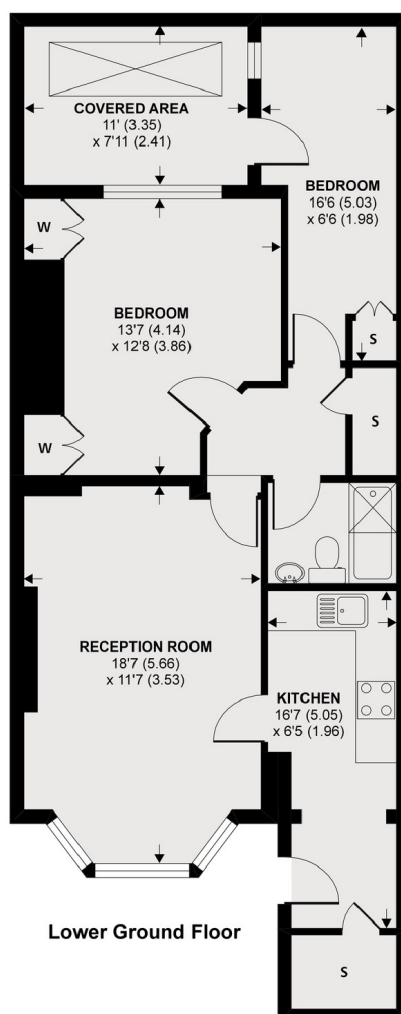 COVERED AREA
11' (3.35)
x 7'11 (2.41)
BEDROOM
16'6 (5.03)
x 6'6 (1.98)
W
BEDROOM
13'7 (4.14)
x 12'8 (3.86)
S
S
W
RECEPTION ROOM
18'7 (5.66)
x 11'7 (3.53)
KITCHEN
16'7 (5.05)
x 6'5 (1.96)
Lower Ground Floor
S